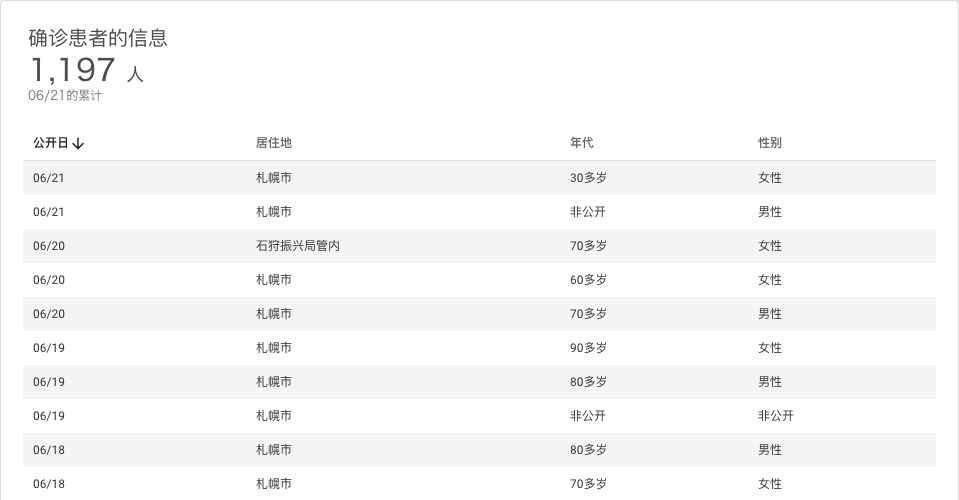 确诊患者的信息
1,197 人
06/21的累计
公开日 居住地 年代 性别
06/21 札幌市 30多岁 女性
06/21 札幌市 非公开 男性
06/20 石狩振兴局管内 70多岁 女性
06/20 札幌市 60多岁 女性
06/20 札幌市 70多岁 男性
06/19 札幌市 90多岁 女性
06/19 札幌市 80多岁 男性
06/19 札幌市 非公开 非公开
06/18 札幌市 80多岁 男性
06/18 札幌市 70多岁 女性